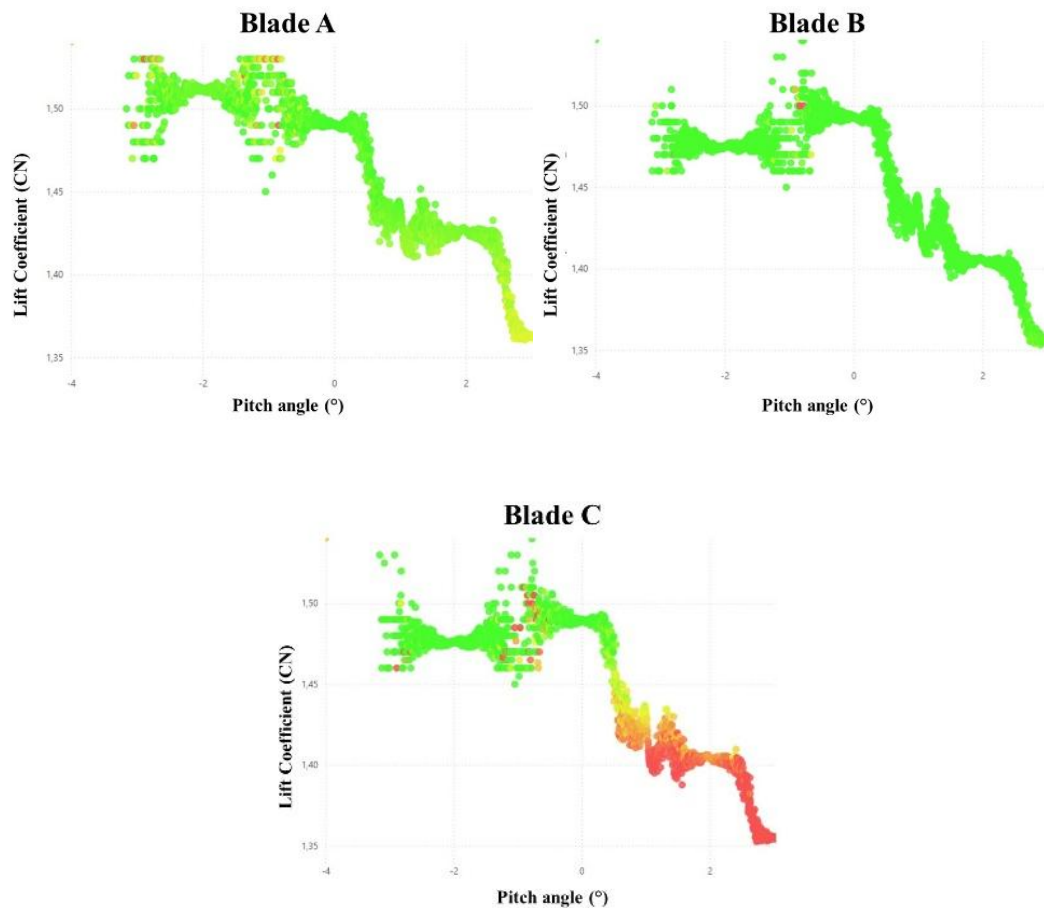 Blade A
Lift Coefficient (CN)
1,50
1,45
1,40
1,35
-4
-2
0
2
Pitch angle (°)
Blade B
Lift Coefficient (CN)
1,50
1,45
1,40
1,35
-4
-2
0
2
Pitch angle (°)
Blade C
Lift Coefficient (CN)
1,50
1,45
1,40
1,35
-4
-2
0
2
Pitch angle (°)